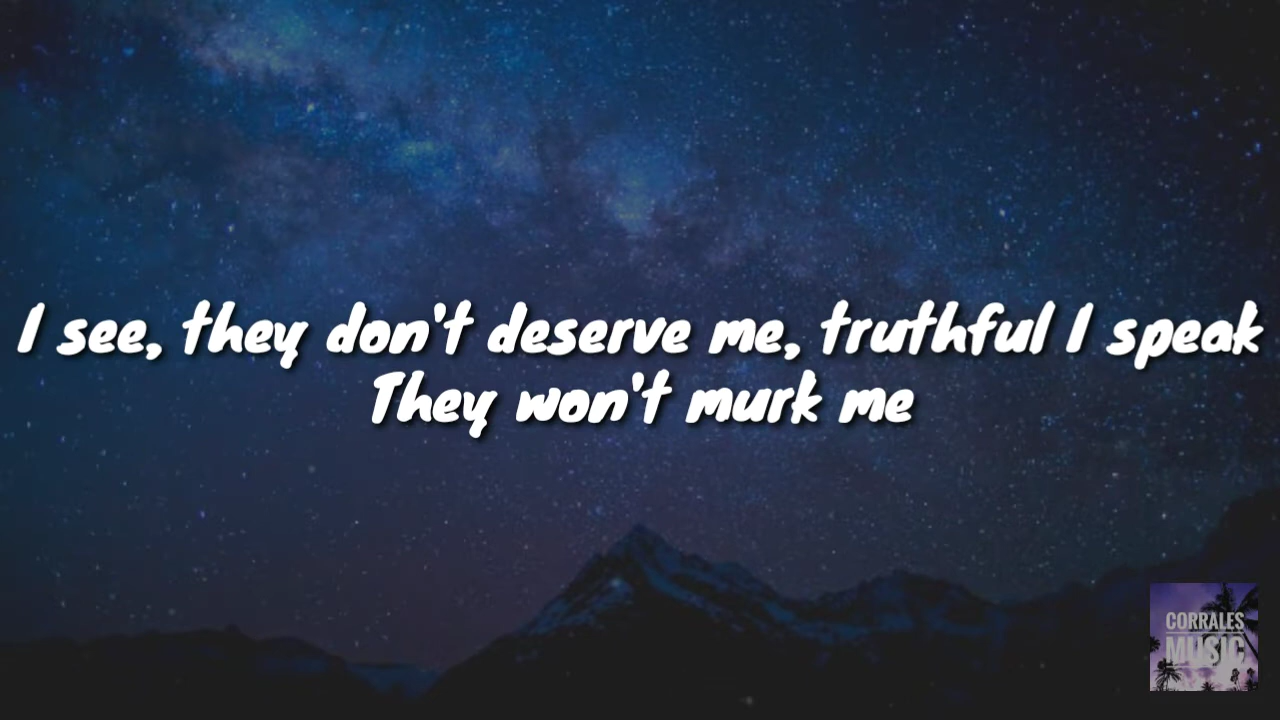 I see, they don't deserve me, truthful I speak
They won't murk me
CORRALES
MUSIC